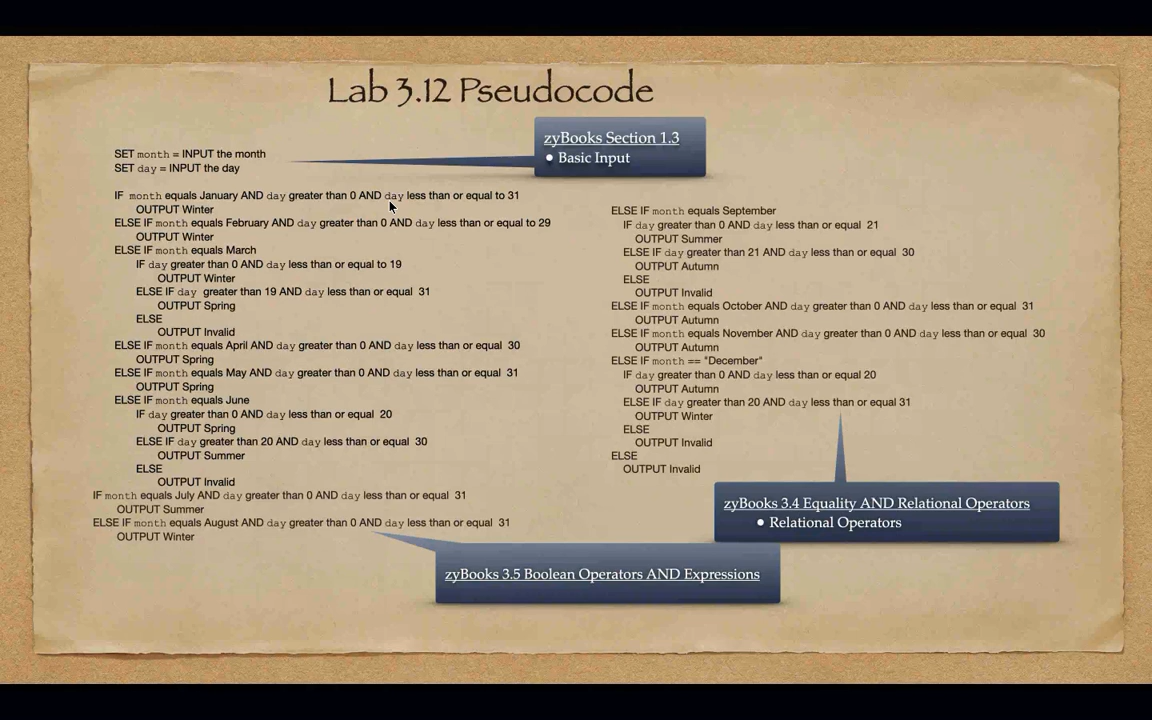 Lab 3.12 Pseudocode
zyBooks Section 1.3
• Basic Input
SET month = INPUT the month
SET day = INPUT the day
IF month equals January AND day greater than 0 AND day less than or equal to 31
OUTPUT Winter
ELSE IF month equals February AND day greater than 0 AND day less than or equal to 29
OUTPUT Winter
ELSE IF month equals March
IF day greater than 0 AND day less than or equal to 19
OUTPUT Winter
ELSE IF day greater than 19 AND day less than or equal 31
OUTPUT Spring
ELSE
OUTPUT Invalid
ELSE IF month equals April AND day greater than 0 AND day less than or equal 30
OUTPUT Spring
ELSE IF month equals May AND day greater than 0 AND day less than or equal 31
OUTPUT Spring
ELSE IF month equals June
IF day greater than 0 AND day less than or equal 20
OUTPUT Spring
ELSE IF day greater than 20 AND day less than or equal 30
OUTPUT Summer
ELSE
OUTPUT Invalid
IF month equals July AND day greater than 0 AND day less than or equal 31
OUTPUT Summer
ELSE IF month equals August AND day greater than 0 AND day less than or equal 31
OUTPUT Winter
ELSE IF month equals September
IF day greater than 0 AND day less than or equal 21
OUTPUT Summer
ELSE IF day greater than 21 AND day less than or equal 30
OUTPUT Autumn
ELSE
OUTPUT Invalid
ELSE IF month equals October AND day greater than 0 AND day less than or equal 31
OUTPUT Autumn
ELSE IF month equals November AND day greater than 0 AND day less than or equal 30
OUTPUT Autumn
ELSE IF month == "December"
IF day greater than 0 AND day less than or equal 20
OUTPUT Autumn
ELSE IF day greater than 20 AND day less than or equal 31
OUTPUT Winter
ELSE
OUTPUT Invalid
ELSE
OUTPUT Invalid
zyBooks 3.4 Equality AND Relational Operators
• Relational Operators
zyBooks 3.5 Boolean Operators AND Expressions